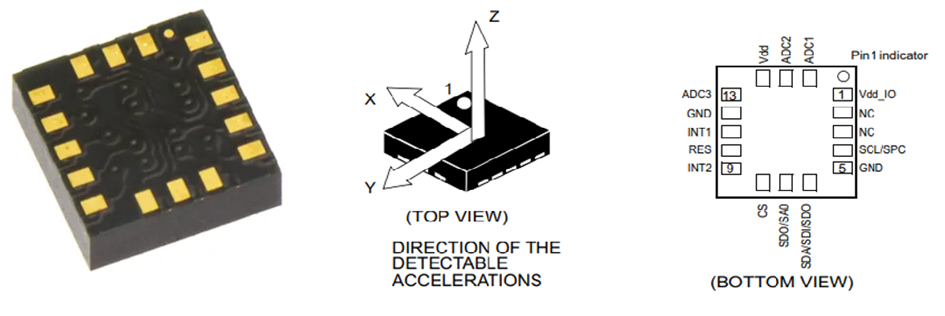 Z
X
1
Y
(TOP VIEW)
DIRECTION OF THE
DETECTABLE
ACCELERATIONS
Vdd
ADC2
ADC1
Pin1 indicator
ADC3
13
1
Vdd_IO
GND
NC
INT1
NC
RES
SCL/SPC
INT2
9
5
GND
CS
SDO/SA0
SDA/SDI/SDO
(BOTTOM VIEW)